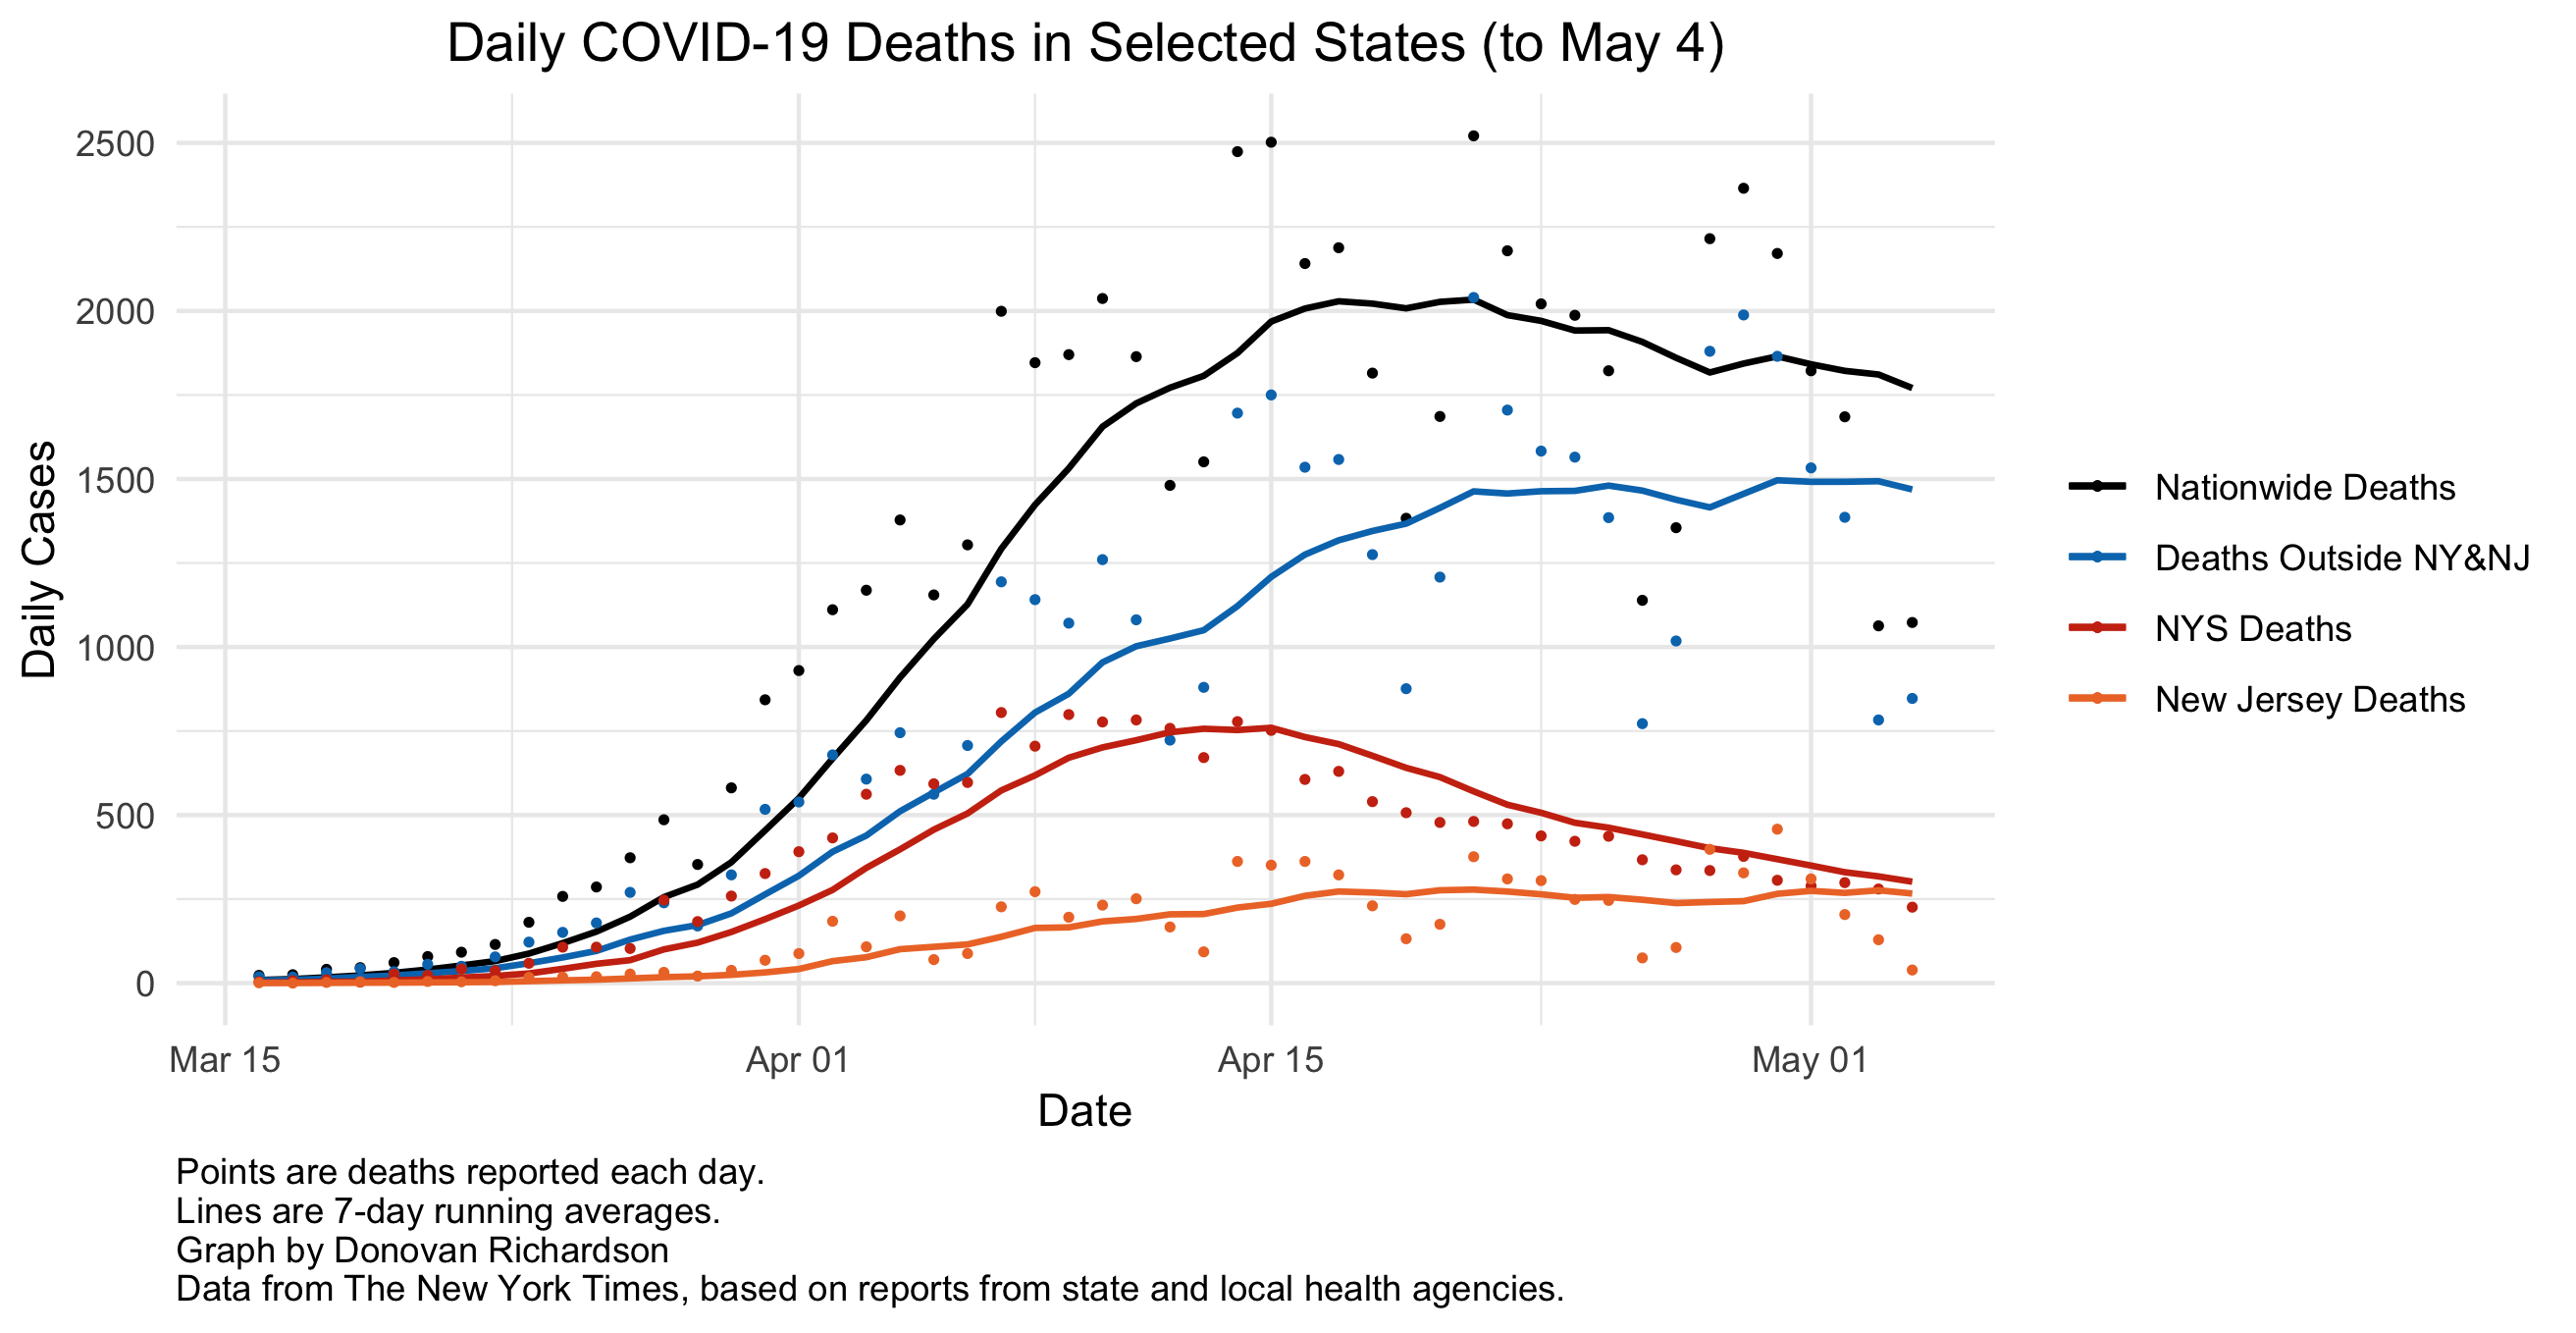 Daily COVID-19 Deaths in Selected States (to May 4)
2500
2000
1500
1000
500
0
Daily Cases
Mar 15
Apr 01
Apr 15
May 01
Date
Nationwide Deaths
Deaths Outside NY&NJ
NYS Deaths
New Jersey Deaths
Points are deaths reported each day.
Lines are 7-day running averages.
Graph by Donovan Richardson
Data from The New York Times, based on reports from state and local health agencies.